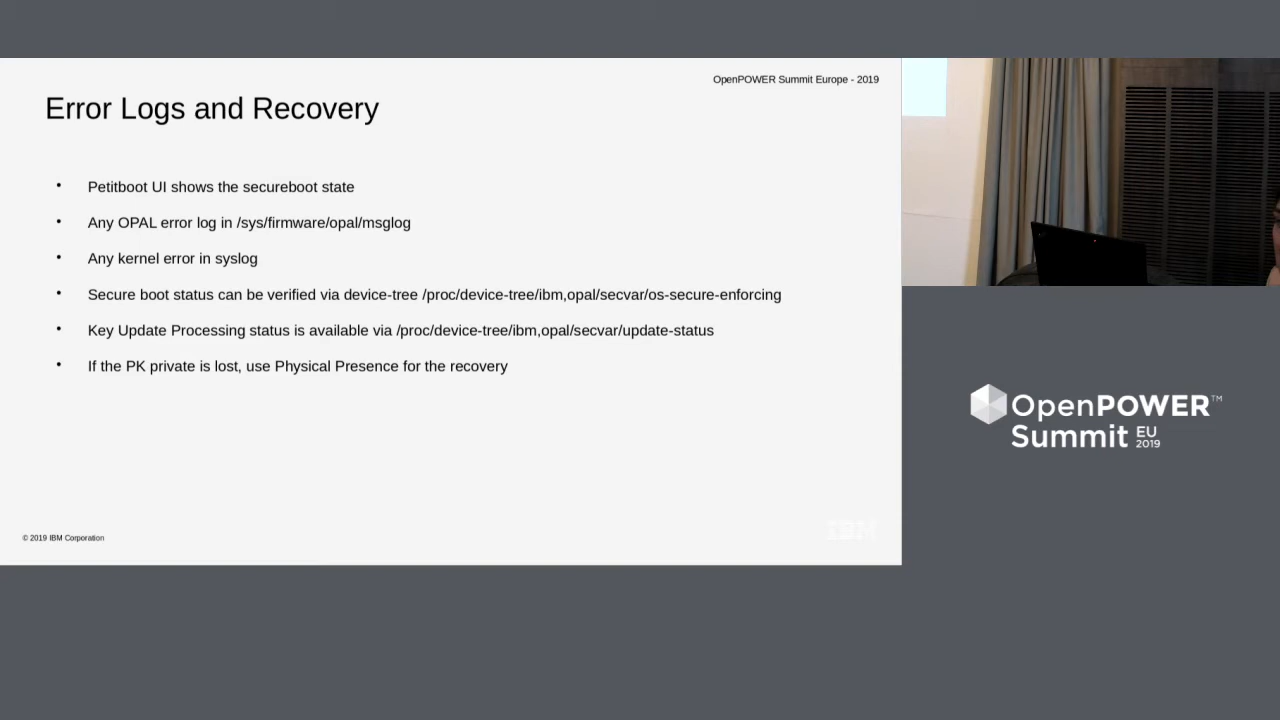 OpenPOWER Summit Europe - 2019
Error Logs and Recovery
• Petitboot UI shows the secureboot state
• Any OPAL error log in /sys/firmware/opal/msglog
• Any kernel error in syslog
• Secure boot status can be verified via device-tree /proc/device-tree/ibm,opal/secvar/os-secure-enforcing
• Key Update Processing status is available via /proc/device-tree/ibm,opal/secvar/update-status
• If the PK private is lost, use Physical Presence for the recovery
© 2019 IBM Corporation
IBM
OpenPOWER™
Summit EU 2019